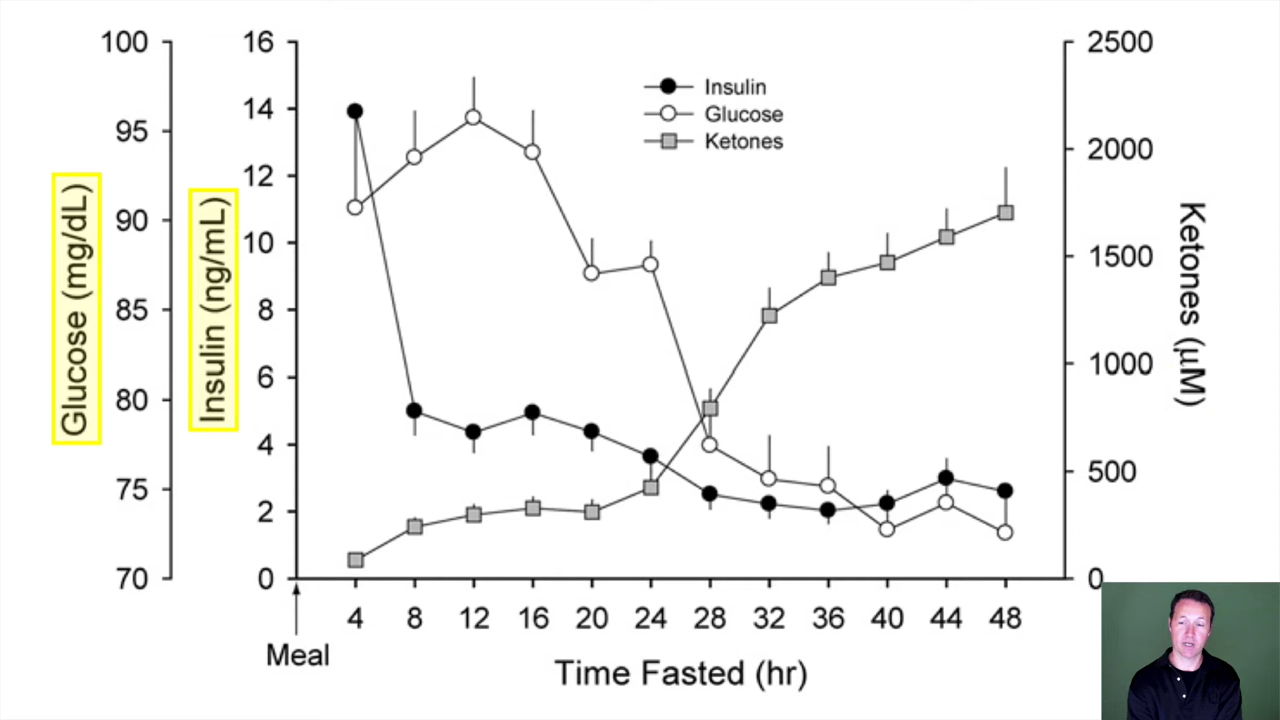 Glucose (mg/dL)
100
95
90
85
80
75
70
Insulin (ng/mL)
16
14
12
10
8
6
4
2
0
Insulin
Glucose
Ketones
2500
2000
1500
1000
500
0
Ketones (μM)
4 8 12 16 20 24 28 32 36 40 44 48
Meal
Time Fasted (hr)